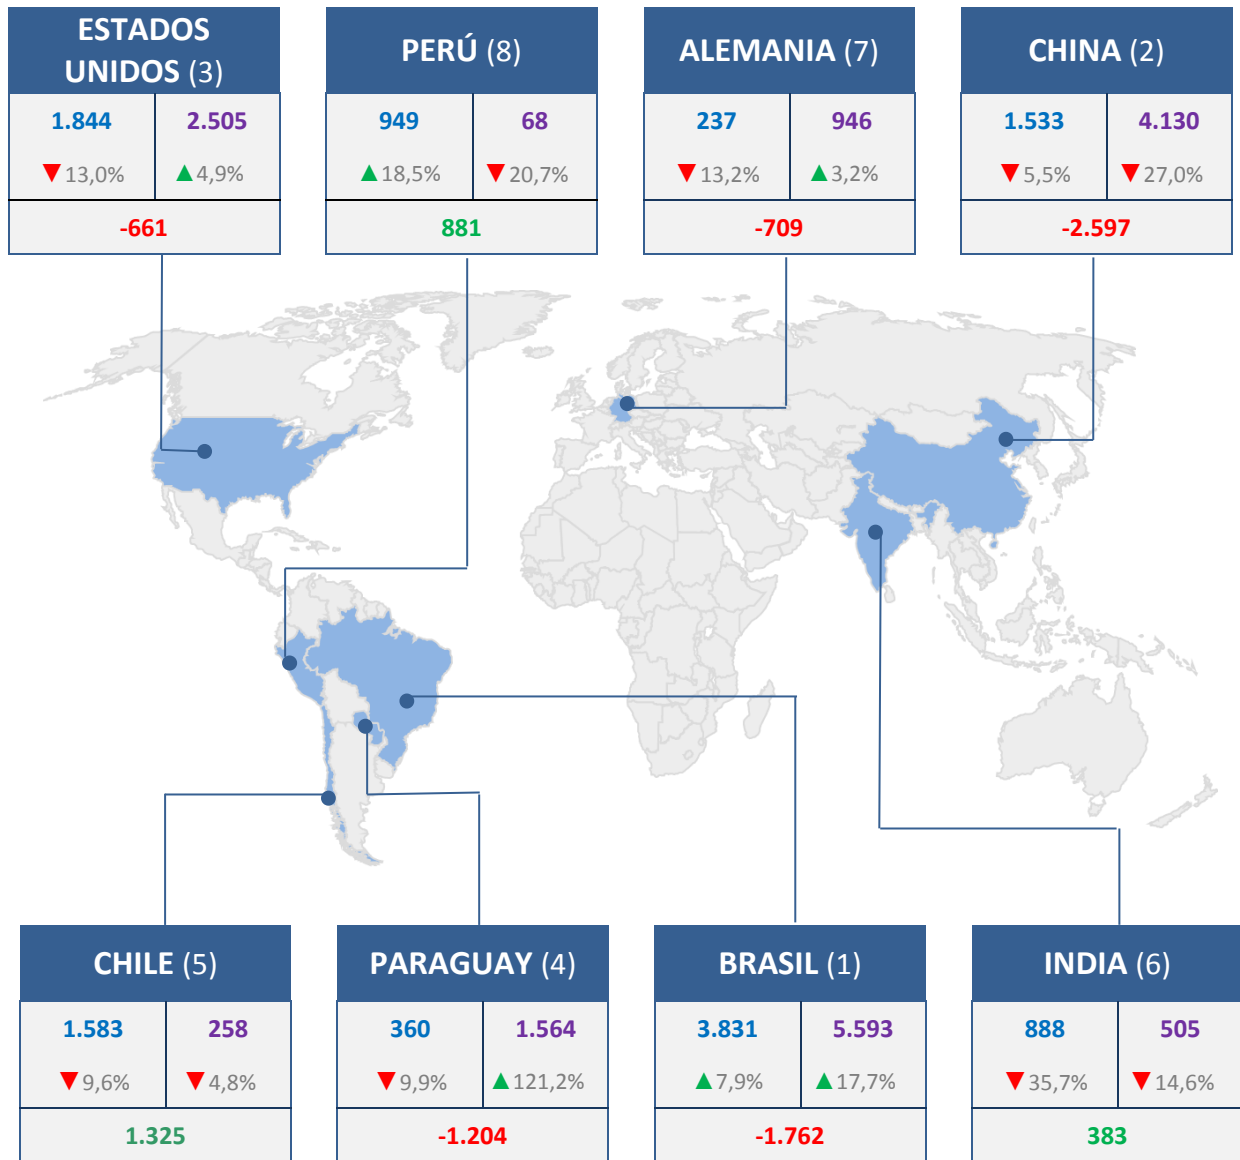 ESTADOS
UNIDOS (3)
1.844 2.505
▼13,0% ▲4,9%
-661
PERÚ (8)
949 68
▲18,5% ▼20,7%
881
ALEMANIA (7)
237 946
▼13,2% ▲3,2%
-709
CHINA (2)
1.533 4.130
▼5,5% ▼27,0%
-2.597
CHILE (5)
1.583 258
▼9,6% ▼4,8%
1.325
PARAGUAY (4)
360 1.564
▼9,9% ▲121,2%
-1.204
BRASIL (1)
3.831 5.593
▲7,9% ▲17,7%
-1.762
INDIA (6)
888 505
▼35,7% ▼14,6%
383